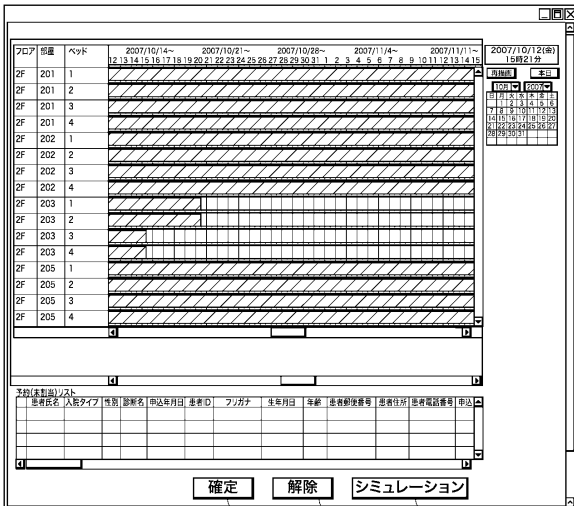 フロア 部屋 ベッド 2007/10/14~ 2007/10/21~ 2007/10/28~ 2007/11/4~ 2007/11/11~
12 13 14 15 16 17 18 19 20 21 22 23 24 25 26 27 28 29 30 31 1 2 3 4 5 6 7 8 9 10 11 12 13 14 15
2F 201 1
2F 201 2
2F 201 3
2F 201 4
2F 202 1
2F 202 2
2F 202 3
2F 202 4
2F 203 1
2F 203 2
2F 203 3
2F 203 4
2F 205 1
2F 205 2
2F 205 3
2F 205 4
2007/10/12(金)
15時21分
再描画 本日
10月 2007
日 月 火 水 木 金 土
1 2 3 4 5 6
7 8 9 10 11 12 13
14 15 16 17 18 19 20
21 22 23 24 25 26 27
28 29 30 31
予約(未割当)リスト
患者氏名 入院タイプ 性別 診断名 申込年月日 患者ID フリガナ 生年月日 年齢 患者郵便番号 患者住所 患者電話番号 申込
確定 解除 シミュレーション